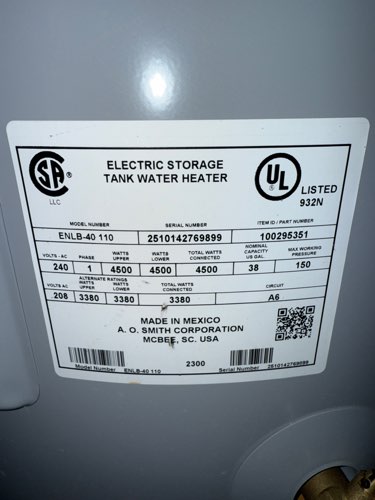 CSA
®
LLC
ELECTRIC STORAGE
TANK WATER HEATER
UL
®
LISTED
932N
MODEL NUMBER SERIAL NUMBER ITEM ID / PART NUMBER
ENLB-40 110 2510142769899 100295351
VOLTS - AC PHASE WATTS UPPER WATTS LOWER TOTAL WATTS CONNECTED NOMINAL CAPACITY US GAL. MAX WORKING PRESSURE
240 1 4500 4500 4500 38 150
VOLTS - AC ALTERNATE RATINGS WATTS UPPER WATTS LOWER TOTAL WATTS CONNECTED CIRCUIT
208 3380 3380 3380 A6
MADE IN MEXICO
A. O. SMITH CORPORATION
MCBEE, SC. USA
2300
Model Number ENLB-40 110 Serial Number 2510142769899